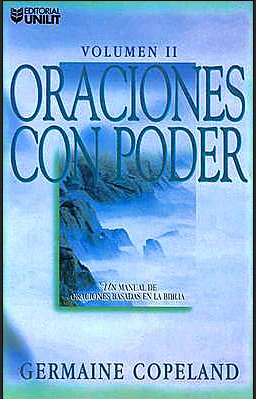 EDITORIAL
UNILIT
VOLUMEN II
ORACIONES
CON PODER
UN MANUAL DE
ORACIONES BASADAS EN LA BIBLIA
GERMAINE COPELAND